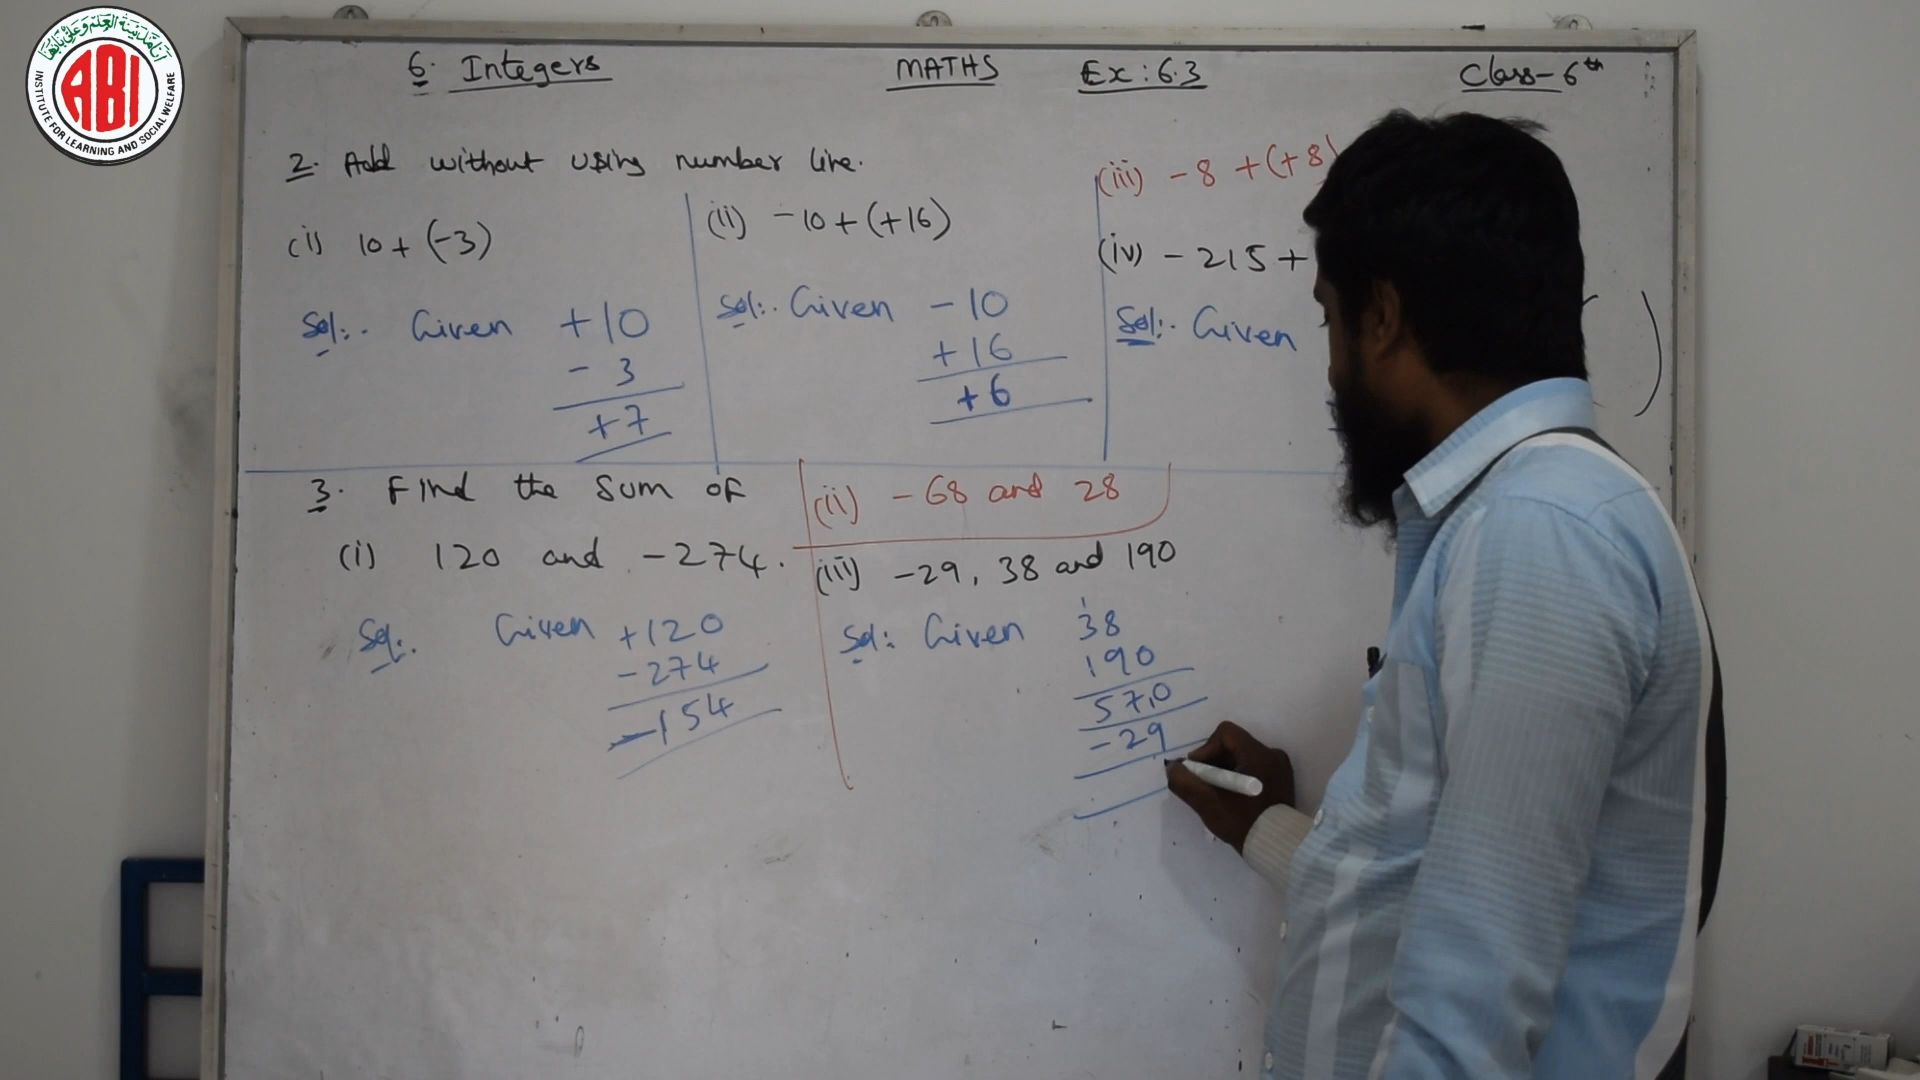 ABI
INSTITUTE FOR LEARNING AND SOCIAL WELFARE
6. Integers MATHS Ex: 6.3 Class-6th
2. Add without using number line.
(i) 10 + (-3)
Sol:. Given +10
- 3
+7
(ii) -10 + (+16)
Sol:. Given -10
+ 16
+ 6
(iii) -8 + (+8)
(iv) -215 +
Sol:. Given
3. Find the Sum of
(i) 120 and -274.
Sol:. Given +120
-274
-154
(ii) -68 and 28
(iii) -29, 38 and 190
Sol: Given 38
190
570
-29